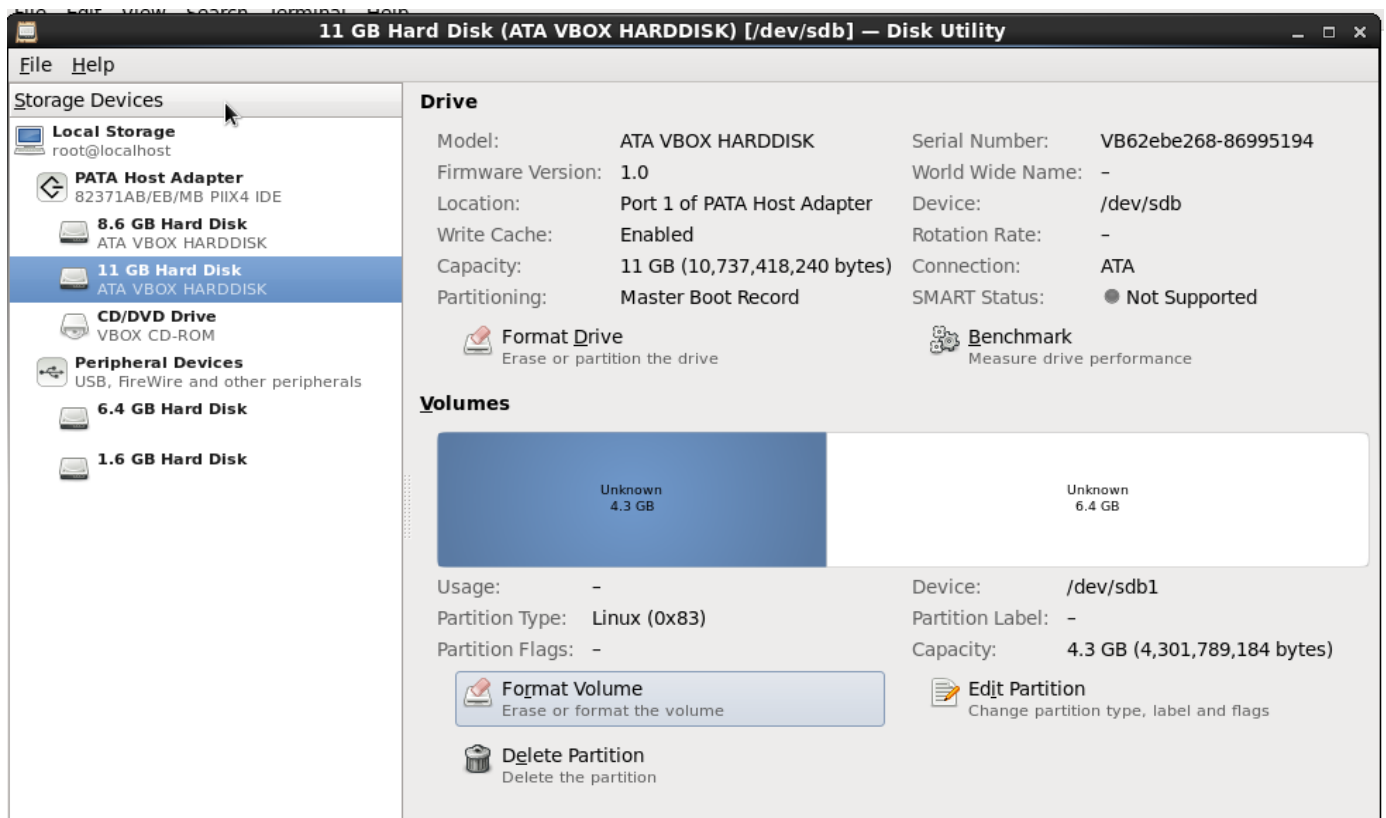 File Edit View Search Terminal Help
11 GB Hard Disk (ATA VBOX HARDDISK) [/dev/sdb] — Disk Utility
File Help
Storage Devices
Local Storage
root@localhost
PATA Host Adapter
82371AB/EB/MB PIIX4 IDE
8.6 GB Hard Disk
ATA VBOX HARDDISK
11 GB Hard Disk
ATA VBOX HARDDISK
CD/DVD Drive
VBOX CD-ROM
Peripheral Devices
USB, FireWire and other peripherals
6.4 GB Hard Disk
1.6 GB Hard Disk
Drive
Model: ATA VBOX HARDDISK Serial Number: VB62ebe268-86995194
Firmware Version: 1.0 World Wide Name: –
Location: Port 1 of PATA Host Adapter Device: /dev/sdb
Write Cache: Enabled Rotation Rate: –
Capacity: 11 GB (10,737,418,240 bytes) Connection: ATA
Partitioning: Master Boot Record SMART Status: Not Supported
Format Drive Benchmark
Erase or partition the drive Measure drive performance
Volumes
Unknown Unknown
4.3 GB 6.4 GB
Usage: – Device: /dev/sdb1
Partition Type: Linux (0x83) Partition Label: –
Partition Flags: – Capacity: 4.3 GB (4,301,789,184 bytes)
Format Volume Edit Partition
Erase or format the volume Change partition type, label and flags
Delete Partition
Delete the partition